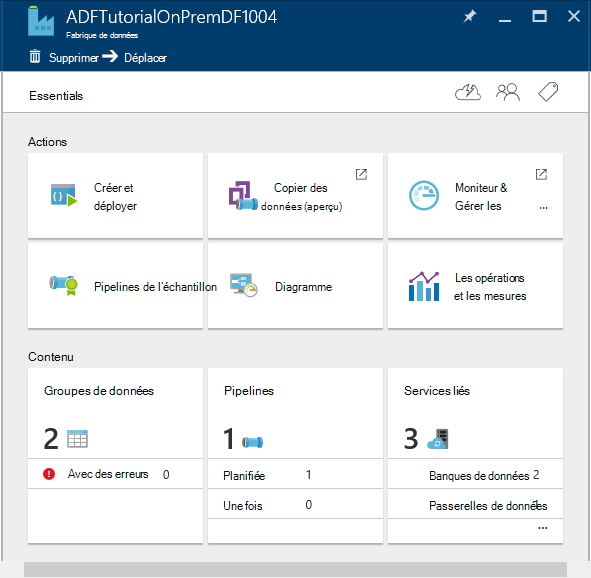 ADFTutorialOnPremDF1004
Fabrique de données
Supprimer Déplacer
Essentials
Actions
Créer et
déployer
Copier des
données (aperçu)
Moniteur &
Gérer les
...
Pipelines de l'échantillon
Diagramme
Les opérations
et les mesures
Contenu
Groupes de données
2
Avec des erreurs 0
Pipelines
1
Planifiée 1
Une fois 0
Services liés
3
Banques de données 2
Passerelles de données 1
...